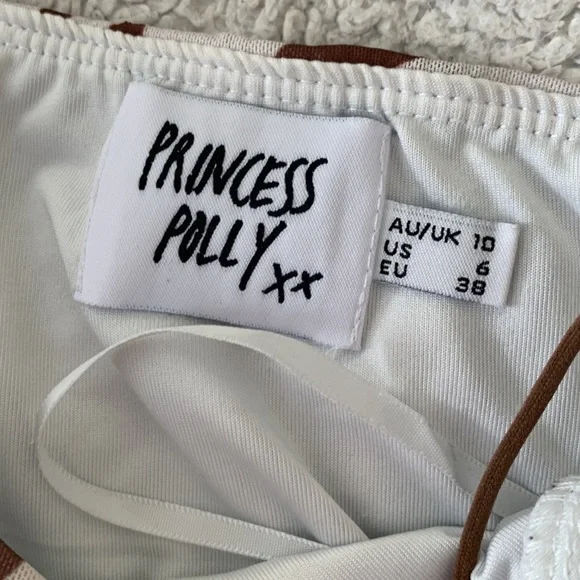 PRINCESS
POLLY xx
AU/UK 10
US 6
EU 38